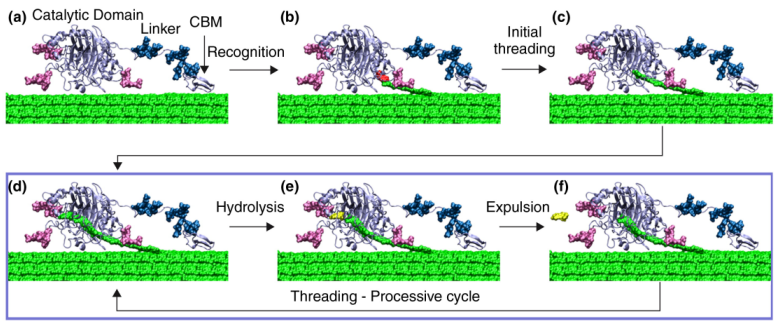 (a) Catalytic Domain
Linker
CBM
Recognition
(b)
Initial
threading
(c)
(d)
Hydrolysis
(e)
Expulsion
(f)
Threading - Processive cycle